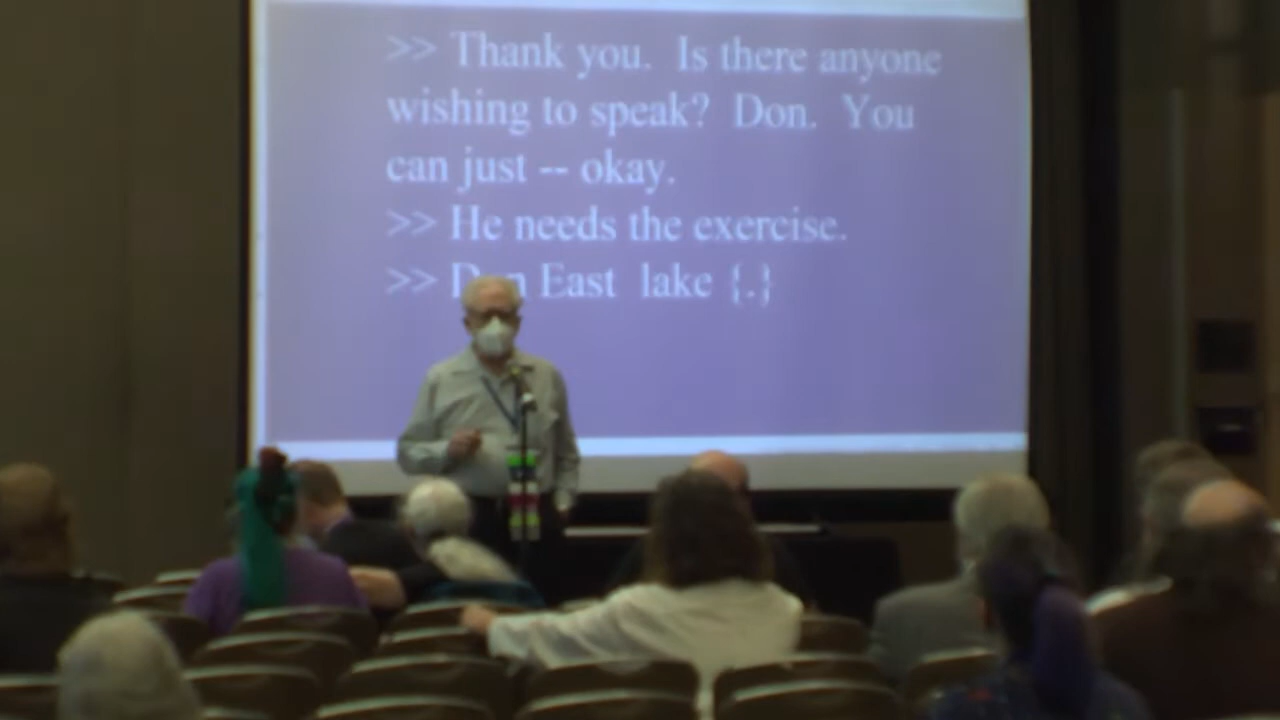 >> Thank you. Is there anyone
wishing to speak? Don. You
can just -- okay.
>> He needs the exercise.
>> Don East lake {.}